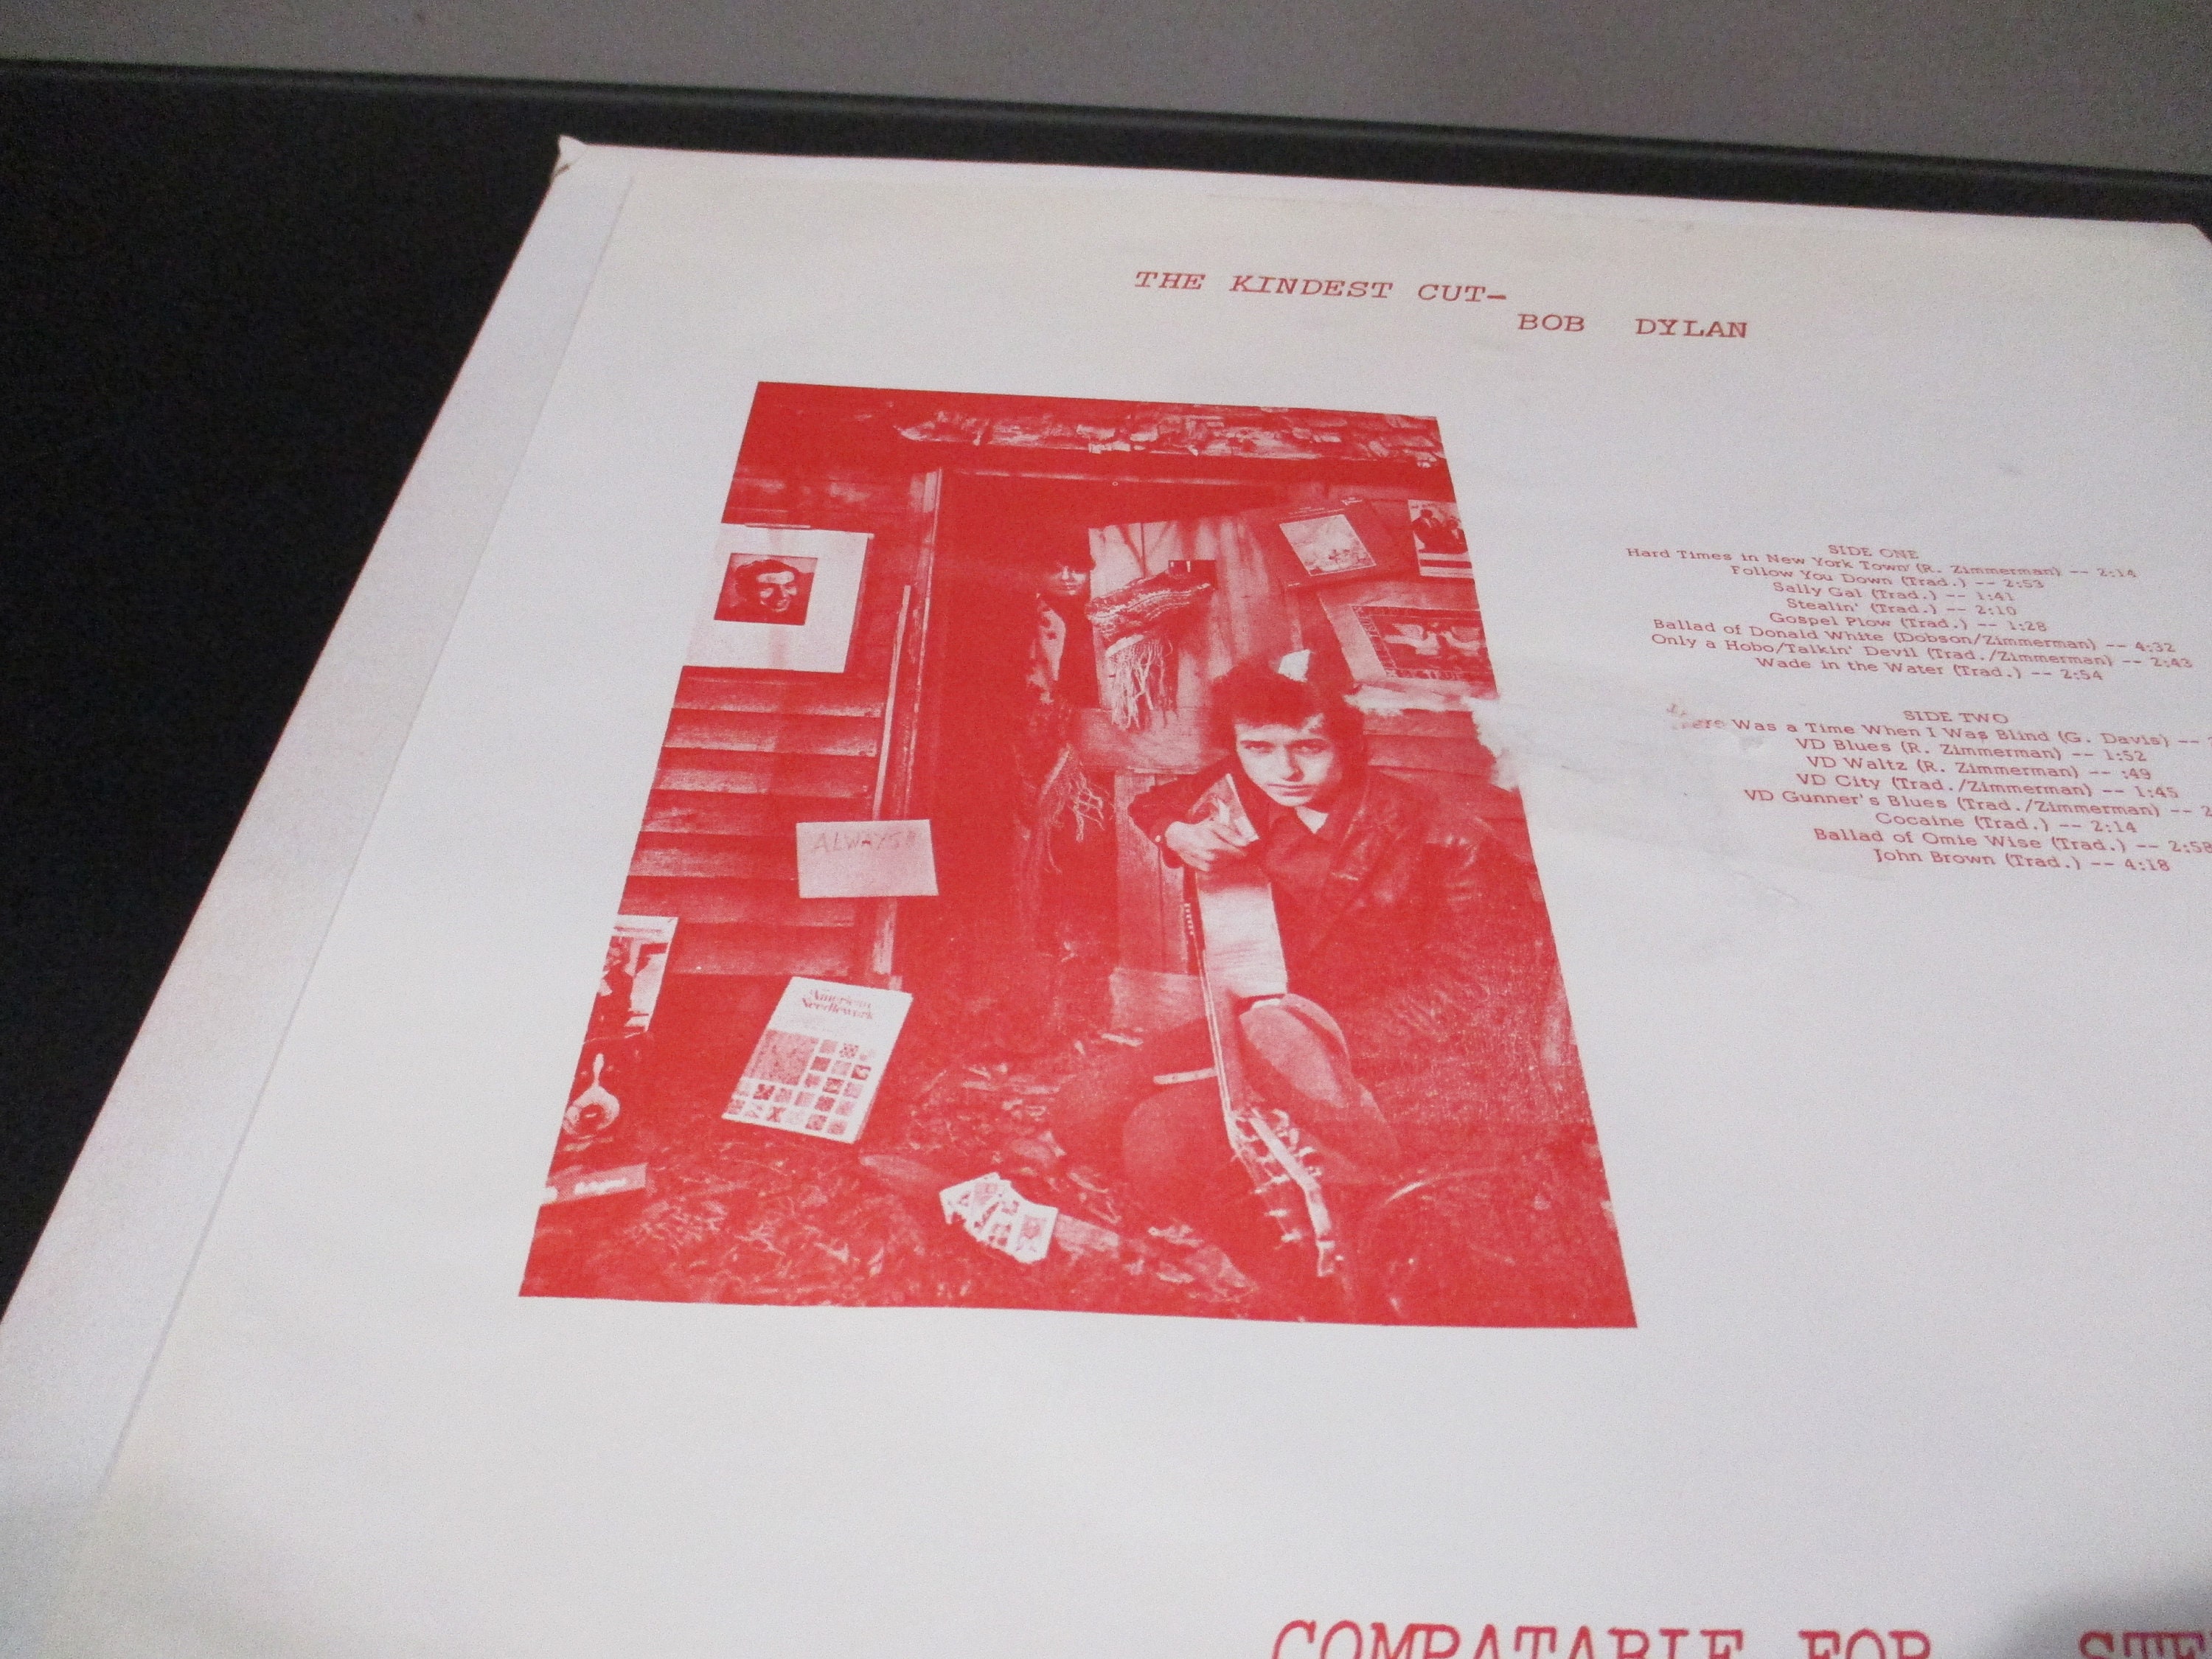 THE KINDEST CUT-
BOB DYLAN
SIDE ONE
Hard Times in New York Town (R. Zimmerman) -- 2:14
Follow You Down (Trad.) -- 2:53
Sally Gal (Trad.) -- 1:41
Stealin' (Trad.) -- 2:10
Gospel Plow (Trad.) -- 1:28
Ballad of Donald White (Dobson/Zimmerman) -- 4:32
Only a Hobo/Talkin' Devil (Trad./Zimmerman) -- 2:43
Wade in the Water (Trad.) -- 2:54
SIDE TWO
Was a Time When I Was Blind (G. Davis) --
VD Blues (R. Zimmerman) -- 1:52
VD Waltz (R. Zimmerman) -- :49
VD City (Trad./Zimmerman) -- 1:45
VD Gunner's Blues (Trad./Zimmerman) -- 2
Cocaine (Trad.) -- 2:14
Ballad of Omie Wise (Trad.) -- 2:58
John Brown (Trad.) -- 4:18
ALWAYS
American
Needlework
COMPATABLE FOR STE